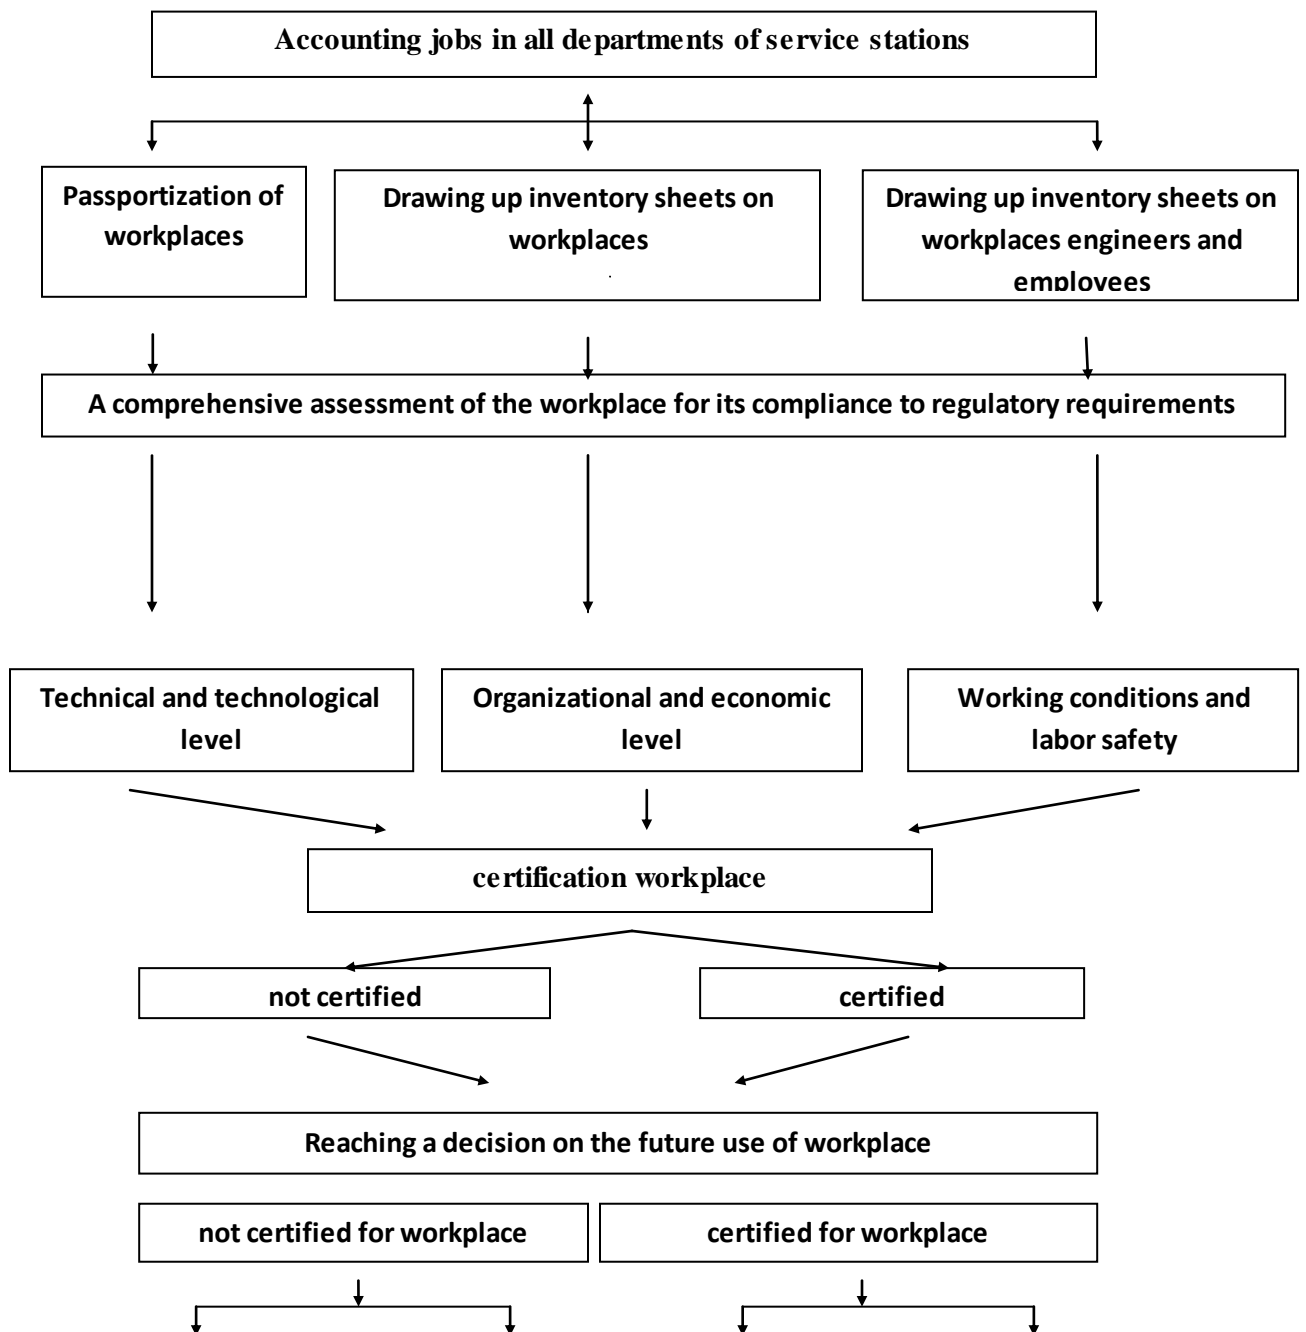 Accounting jobs in all departments of service stations
Passportization of
workplaces
Drawing up inventory sheets on
workplaces
Drawing up inventory sheets on
workplaces engineers and
employees
A comprehensive assessment of the workplace for its compliance to regulatory requirements
Technical and technological
level
Organizational and economic
level
Working conditions and
labor safety
certification workplace
not certified
certified
Reaching a decision on the future use of workplace
not certified for workplace
certified for workplace